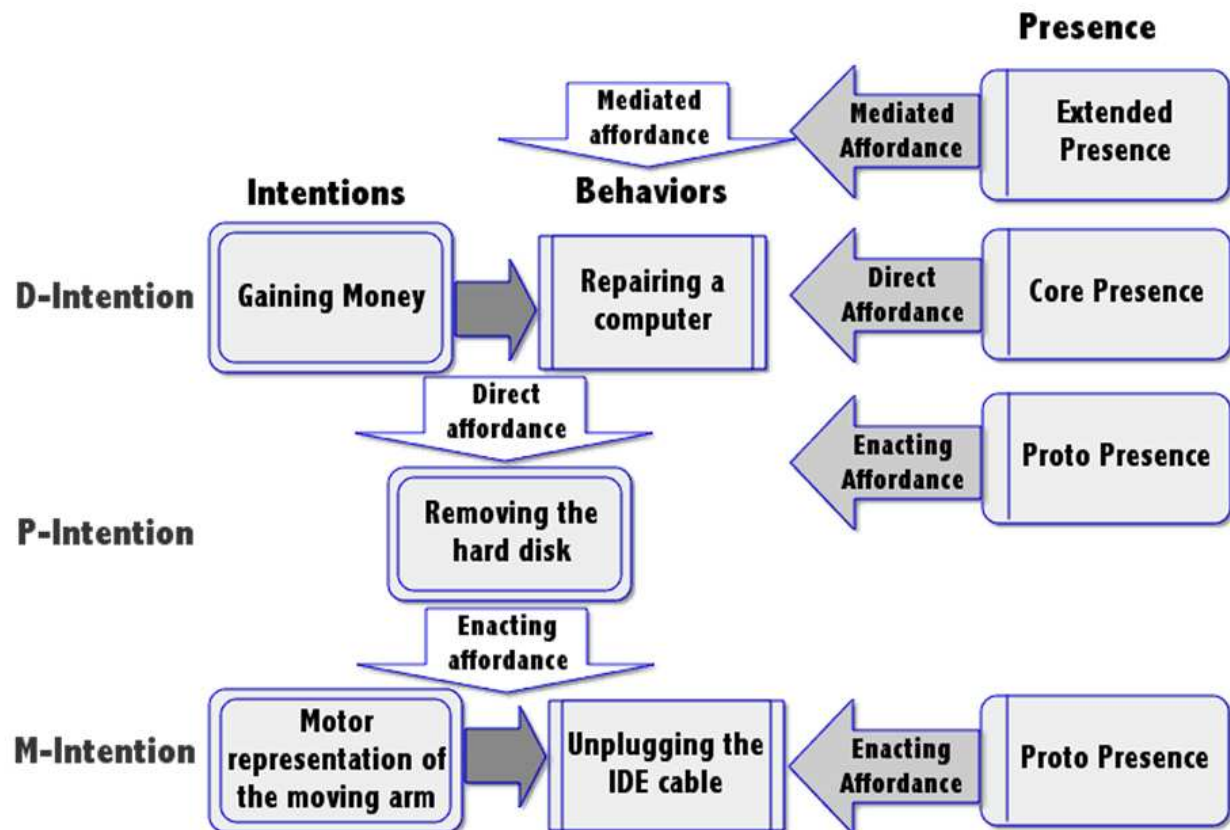 Presence
Mediated
affordance
Mediated
Affordance
Extended
Presence
Intentions
Behaviors
D-Intention
Gaining Money
Repairing a
computer
Direct
Affordance
Core Presence
Direct
affordance
Enacting
Affordance
Proto Presence
P-Intention
Removing the
hard disk
Enacting
affordance
M-Intention
Motor
representation of
the moving arm
Unplugging the
IDE cable
Enacting
Affordance
Proto Presence